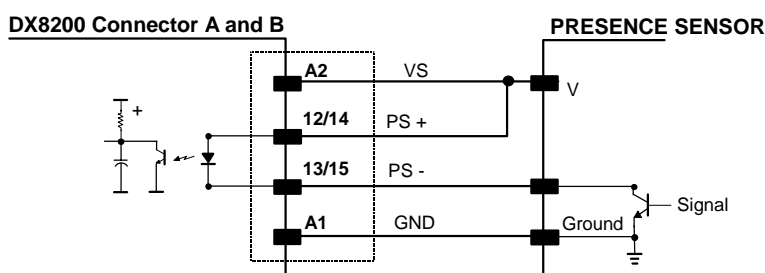 DX8200 Connector A and B
PRESENCE SENSOR
A2 VS
V
+
12/14 PS +
13/15 PS -
Signal
A1 GND Ground